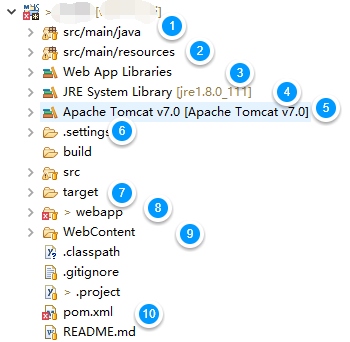 >
src/main/java 1
src/main/resources 2
Web App Libraries 3
JRE System Library [jre1.8.0_111] 4
Apache Tomcat v7.0 [Apache Tomcat v7.0] 5
.settings 6
build
src
target 7
> webapp 8
WebContent 9
.classpath
.gitignore
> .project
pom.xml 10
README.md